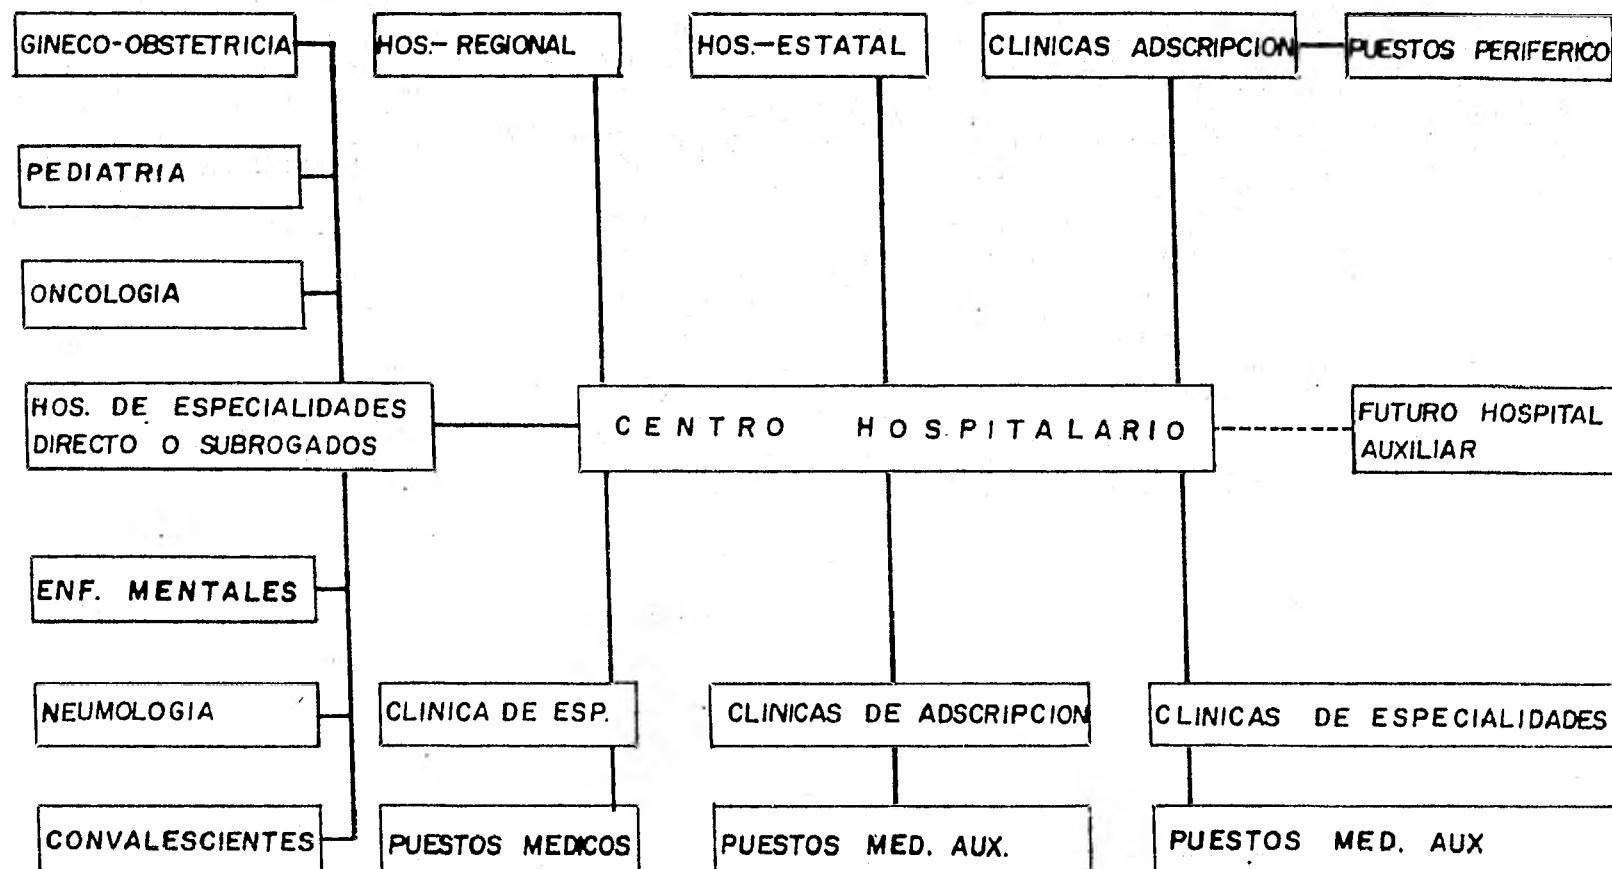 GINECO-OBSTETRICIA
HOS.- REGIONAL
HOS.-ESTATAL
CLINICAS ADSCRIPCION
PUESTOS PERIFERICO
PEDIATRIA
ONCOLOGIA
HOS. DE ESPECIALIDADES
DIRECTO O SUBROGADOS
CENTRO HOSPITALARIO
FUTURO HOSPITAL
AUXILIAR
ENF. MENTALES
NEUMOLOGIA
CLINICA DE ESP.
CLINICAS DE ADSCRIPCION
CLINICAS DE ESPECIALIDADES
CONVALESCIENTES
PUESTOS MEDICOS
PUESTOS MED. AUX.
PUESTOS MED. AUX